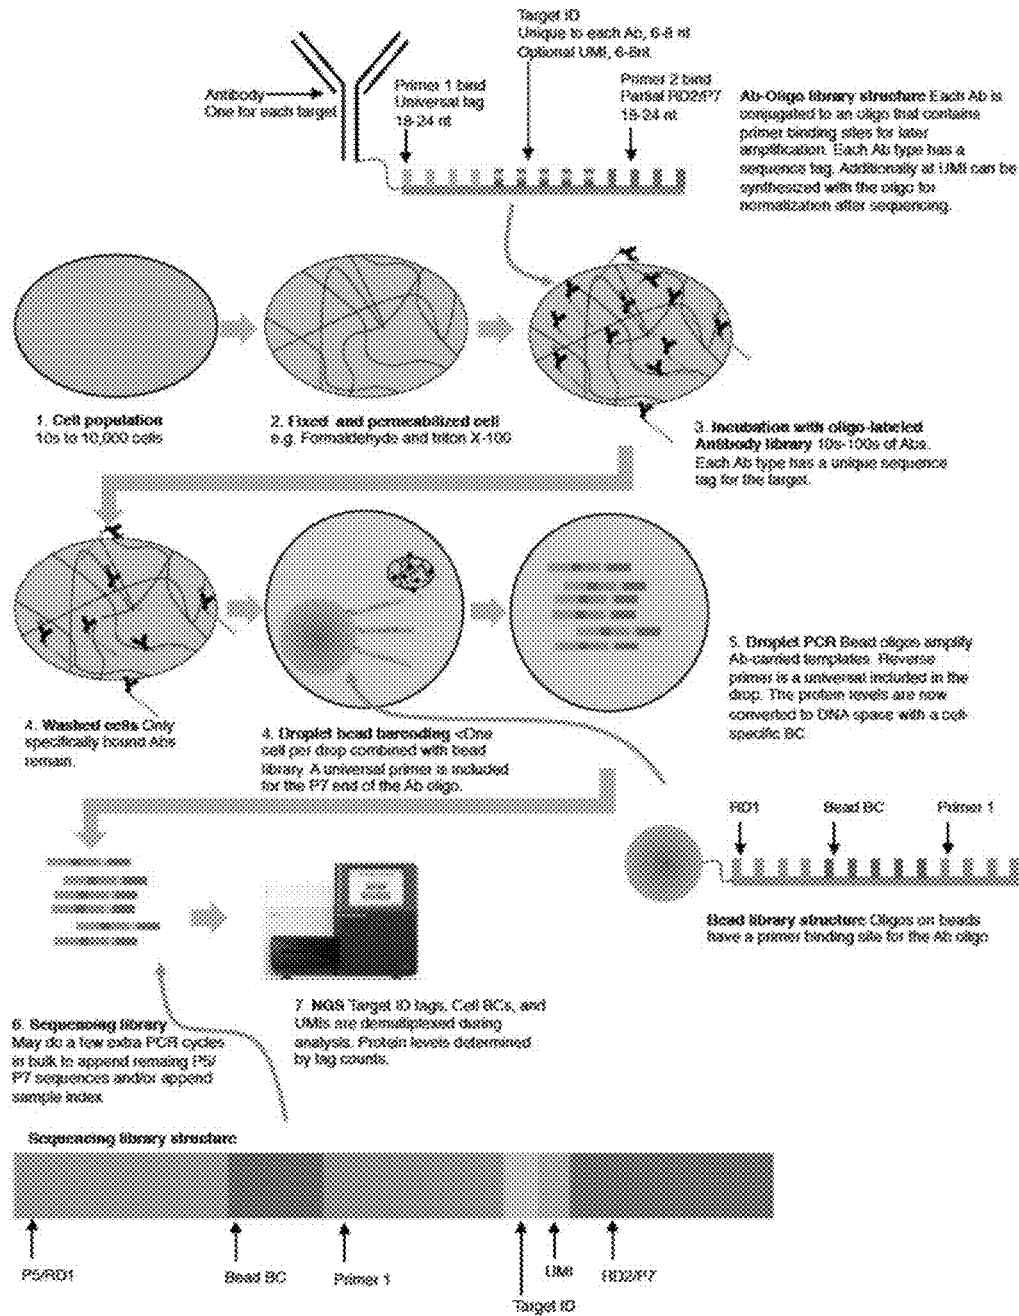 Target ID
Unique to each Ab, 6-8 nt
Optional UMI, 6-8nt
Antibody
One for each target
Primer 1 bind
Universal tag
18-24 nt
Primer 2 bind
Partial RD2/P7
18-24 nt
Ab-Oligo library structure Each Ab is
conjugated to an oligo that contains
primer binding sites for later
amplification. Each Ab type has a
sequence tag. Additionally at UMI can be
synthesized with the oligo for
normalization after sequencing.
1. Cell population
10s to 10,000 cells
2. Fixed and permeabilized cell
e.g. Formaldehyde and triton X-100
3. Incubation with oligo-labeled
Antibody library 10s-100s of Abs.
Each Ab type has a unique sequence
tag for the target.
4. Washed cells Only
specifically bound Abs
remain.
4. Droplet bead barcoding <One
cell per drop combined with bead
library. A universal primer is included
for the P7 end of the Ab oligo.
5. Droplet PCR Bead oligos amplify
Ab-carried templates. Reverse
primer is a universal included in the
drop. The protein levels are now
converted to DNA space with a cell-
specific BC
RD1
Bead BC
Primer 1
Bead library structure Oligos on beads
have a primer binding site for the Ab oligo
6. Sequencing library
May do a few extra PCR cycles
in bulk to append remaing P5/
P7 sequences and/or append
sample index
7 NGS Target ID tags, Cell BCs, and
UMIs are demultiplexed during
analysis. Protein levels determined
by tag counts.
Sequencing library structure
P5/RD1
Bead BC
Primer 1
Target ID
UMI
RD2/P7